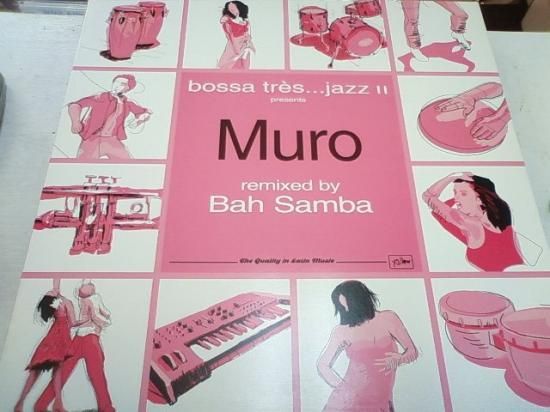 bossa très...jazz II
presents
Muro
remixed by
Bah Samba
The Quality in Latin Music